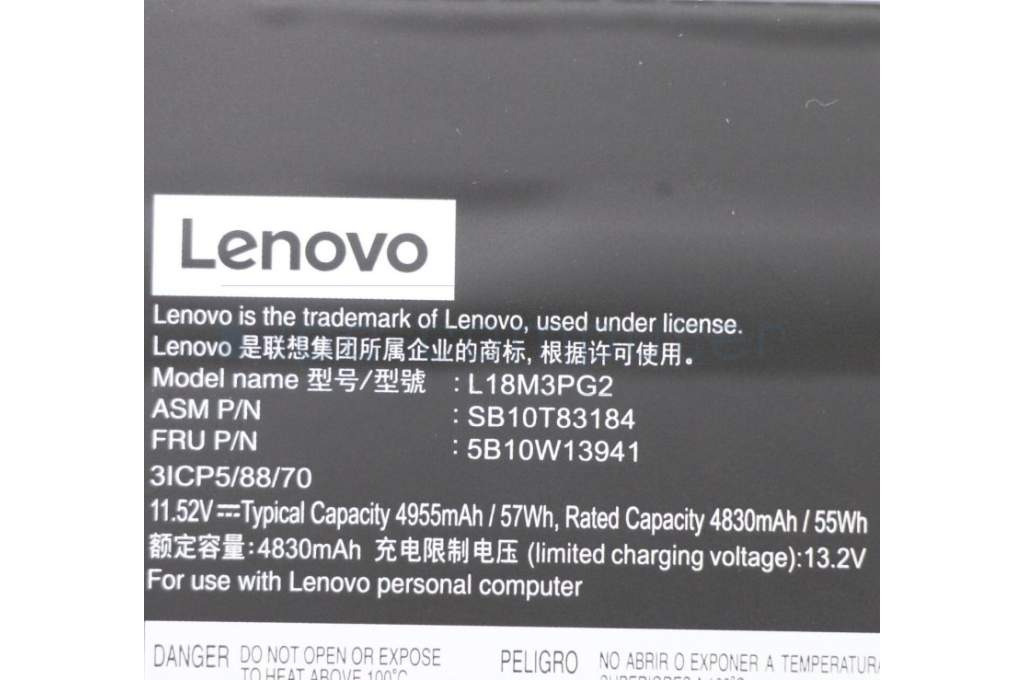 Lenovo
Lenovo is the trademark of Lenovo, used under license.
Lenovo 是联想集团所属企业的商标, 根据许可使用。
Model name 型号/型號 : L18M3PG2
ASM P/N : SB10T83184
FRU P/N : 5B10W13941
3ICP5/88/70
11.52V⎓Typical Capacity 4955mAh / 57Wh, Rated Capacity 4830mAh / 55Wh
额定容量:4830mAh 充电限制电压 (limited charging voltage):13.2V
For use with Lenovo personal computer
DANGER DO NOT OPEN OR EXPOSE
TO HEAT ABOVE 100°C
PELIGRO NO ABRIR O EXPONER A TEMPERATURA